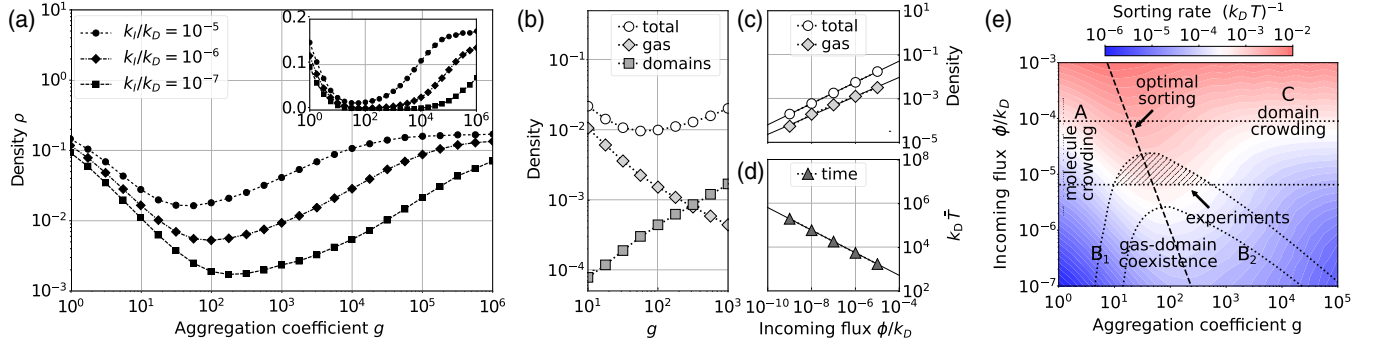 (a)
k_I/k_D = 10^-5
k_I/k_D = 10^-6
k_I/k_D = 10^-7
10^1
10^0
10^-1
10^-2
10^-3
Density ρ
10^0 10^1 10^2 10^3 10^4 10^5 10^6
Aggregation coefficient g
0.2
0.1
0.0
10^0 10^2 10^4 10^6
(b)
total
gas
domains
10^-1
10^-2
10^-3
10^-4
Density
10^1 10^2 10^3
g
(c)
total
gas
10^-1
10^-1
10^-3
10^-5
Density
(d)
time
10^8
10^6
10^4
10^2
k_D T̄
10^-10 10^-8 10^-6 10^-4
Incoming flux ϕ/k_D
(e)
Sorting rate (k_D T)^-1
10^-6 10^-5 10^-4 10^-3 10^-2
10^-3
10^-4
10^-5
10^-6
10^-7
Incoming flux ϕ/k_D
A
molecule
crowding
optimal
sorting
C
domain
crowding
experiments
B_1
gas-domain
coexistence
B_2
10^0 10^1 10^2 10^3 10^4 10^5
Aggregation coefficient g